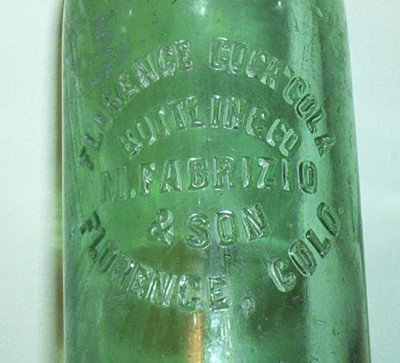 FLORENCE COCA COLA
BOTTLING CO
M. FABRIZIO
& SON
FLORENCE, COLO.